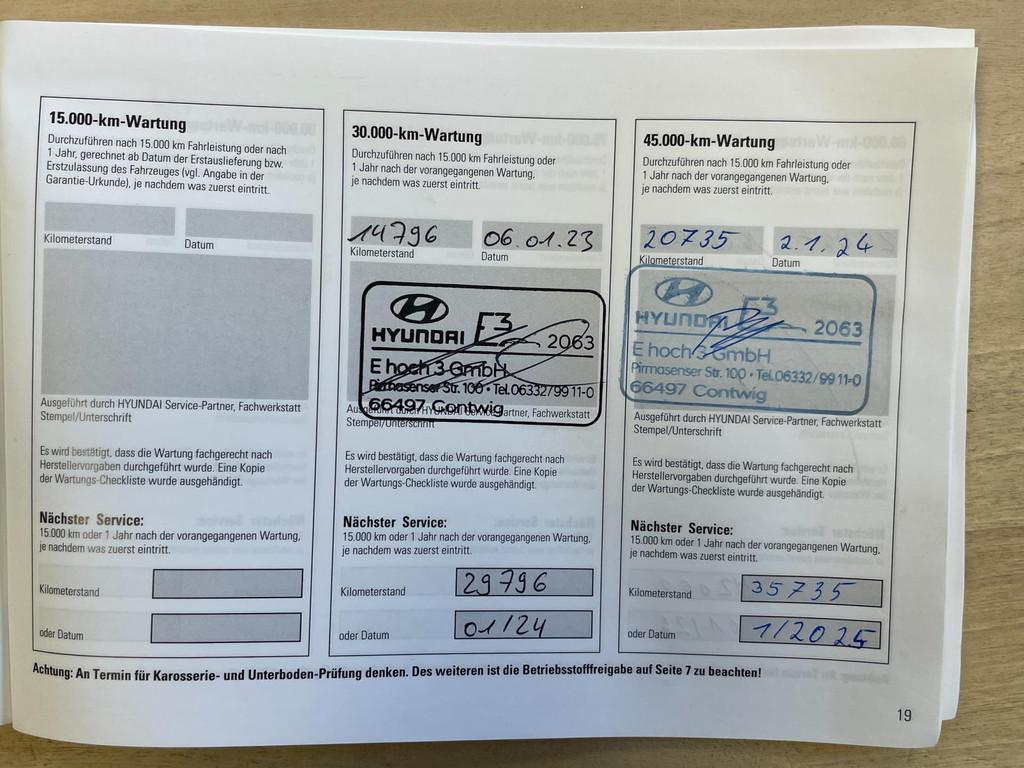 15.000-km-Wartung
Durchzuführen nach 15.000 km Fahrleistung oder nach
1 Jahr, gerechnet ab Datum der Erstauslieferung bzw.
Erstzulassung des Fahrzeuges (vgl. Angabe in der
Garantie-Urkunde), je nachdem was zuerst eintritt.
Kilometerstand
Datum
Ausgeführt durch HYUNDAI Service-Partner, Fachwerkstatt
Stempel/Unterschrift
Es wird bestätigt, dass die Wartung fachgerecht nach
Herstellervorgaben durchgeführt wurde. Eine Kopie
der Wartungs-Checkliste wurde ausgehändigt.
Nächster Service:
15.000 km oder 1 Jahr nach der vorangegangenen Wartung,
je nachdem was zuerst eintritt.
Kilometerstand
oder Datum
30.000-km-Wartung
Durchzuführen nach 15.000 km Fahrleistung oder
1 Jahr nach der vorangegangenen Wartung,
je nachdem was zuerst eintritt.
14796
06.01.23
Kilometerstand
Datum
HYUNDAI E3 2063
E hoch 3 GmbH
Pirmasenser Str. 100 • Tel.06332/99 11-0
66497 Contwig
Ausgeführt durch HYUNDAI Service-Partner, Fachwerkstatt
Stempel/Unterschrift
Es wird bestätigt, dass die Wartung fachgerecht nach
Herstellervorgaben durchgeführt wurde. Eine Kopie
der Wartungs-Checkliste wurde ausgehändigt.
Nächster Service:
15.000 km oder 1 Jahr nach der vorangegangenen Wartung,
je nachdem was zuerst eintritt.
Kilometerstand 29796
oder Datum 01/24
45.000-km-Wartung
Durchzuführen nach 15.000 km Fahrleistung oder
1 Jahr nach der vorangegangenen Wartung,
je nachdem was zuerst eintritt.
20735
2.1.24
Kilometerstand
Datum
HYUNDAI E3 2063
E hoch 3 GmbH
Pirmasenser Str. 100 • Tel.06332/99 11-0
66497 Contwig
Ausgeführt durch HYUNDAI Service-Partner, Fachwerkstatt
Stempel/Unterschrift
Es wird bestätigt, dass die Wartung fachgerecht nach
Herstellervorgaben durchgeführt wurde. Eine Kopie
der Wartungs-Checkliste wurde ausgehändigt.
Nächster Service:
15.000 km oder 1 Jahr nach der vorangegangenen Wartung,
je nachdem was zuerst eintritt.
Kilometerstand 35735
oder Datum 1/2025
Achtung: An Termin für Karosserie- und Unterboden-Prüfung denken. Des weiteren ist die Betriebsstofffreigabe auf Seite 7 zu beachten!
19